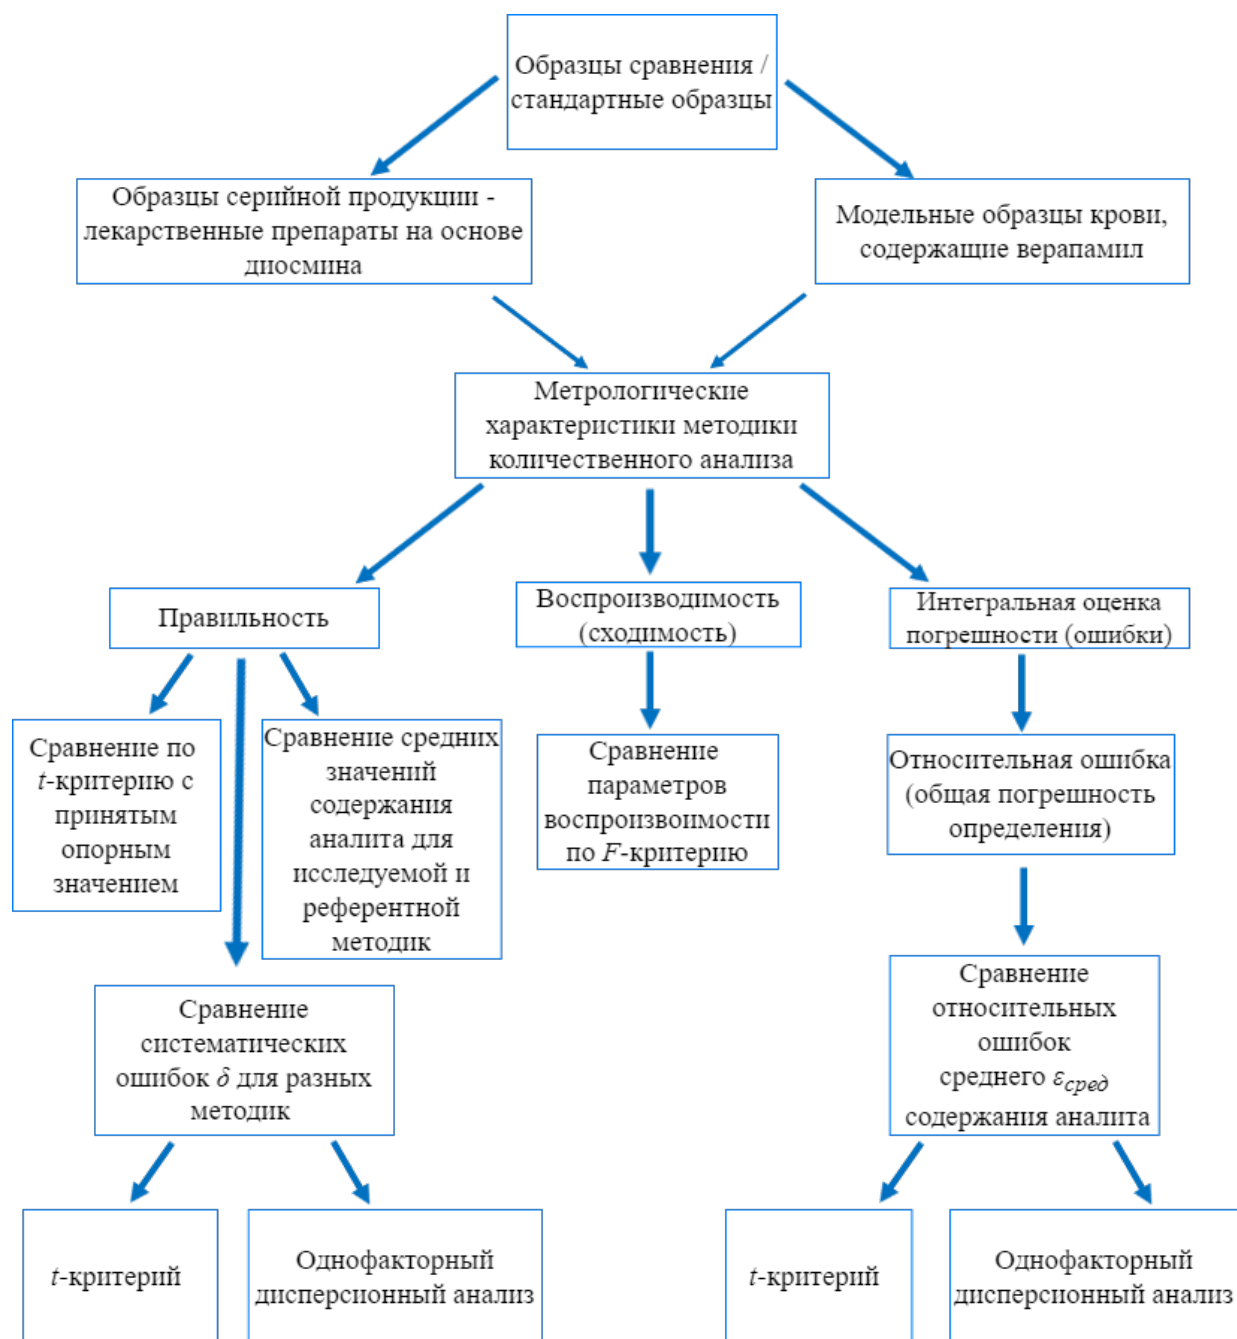 Образцы сравнения /
стандартные образцы
Образцы серийной продукции -
лекарственные препараты на основе
диосмина
Модельные образцы крови,
содержащие верапамил
Метрологические
характеристики методики
количественного анализа
Правильность
Воспроизводимость
(сходимость)
Интегральная оценка
погрешности (ошибки)
Сравнение по
t-критерию с
принятым
опорным
значением
Сравнение средних
значений
содержания
аналита для
исследуемой и
референтной
методик
Сравнение
параметров
воспроизвоимости
по F-критерию
Относительная ошибка
(общая погрешность
определения)
Сравнение
систематических
ошибок δ для разных
методик
Сравнение
относительных
ошибок
среднего εсред
содержания аналита
t-критерий
Однофакторный
дисперсионный анализ
t-критерий
Однофакторный
дисперсионный анализ